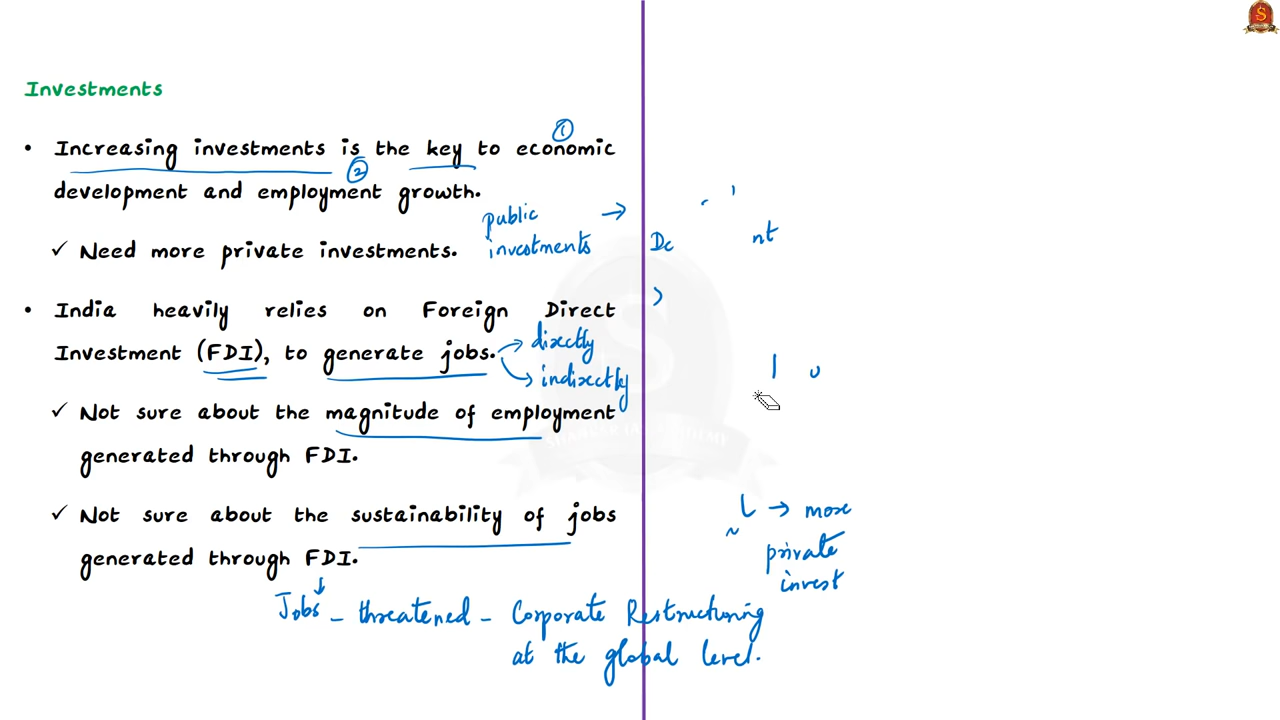 Investments
• Increasing investments is the key to economic ①
development and employment growth. ②
public →
✓ Need more private investments.
investments
• India heavily relies on Foreign Direct
Investment (FDI), to generate jobs.
directly
indirectly
✓ Not sure about the magnitude of employment
generated through FDI.
✓ Not sure about the sustainability of jobs
generated through FDI.
→ more
private
invest
Jobs - threatened - Corporate Restructuring
at the global level.